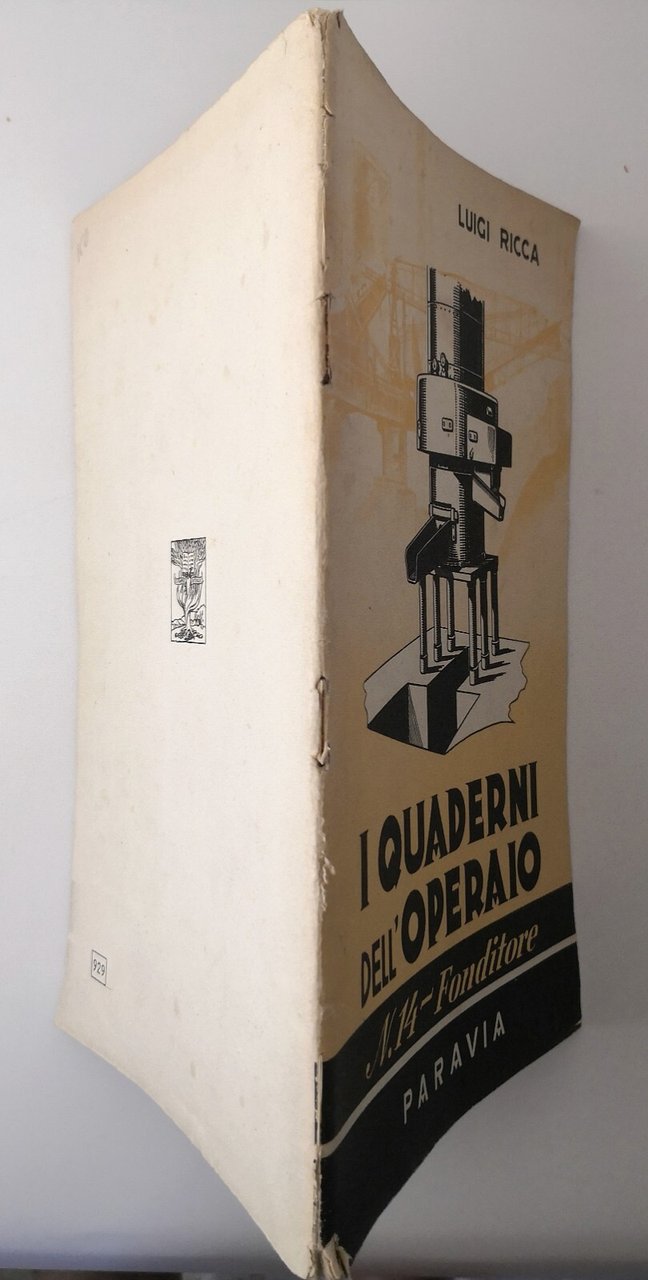 LUIGI RICCA
I QUADERNI
DELL'OPERAIO
N. 14 - Fonditore
PARAVIA
929